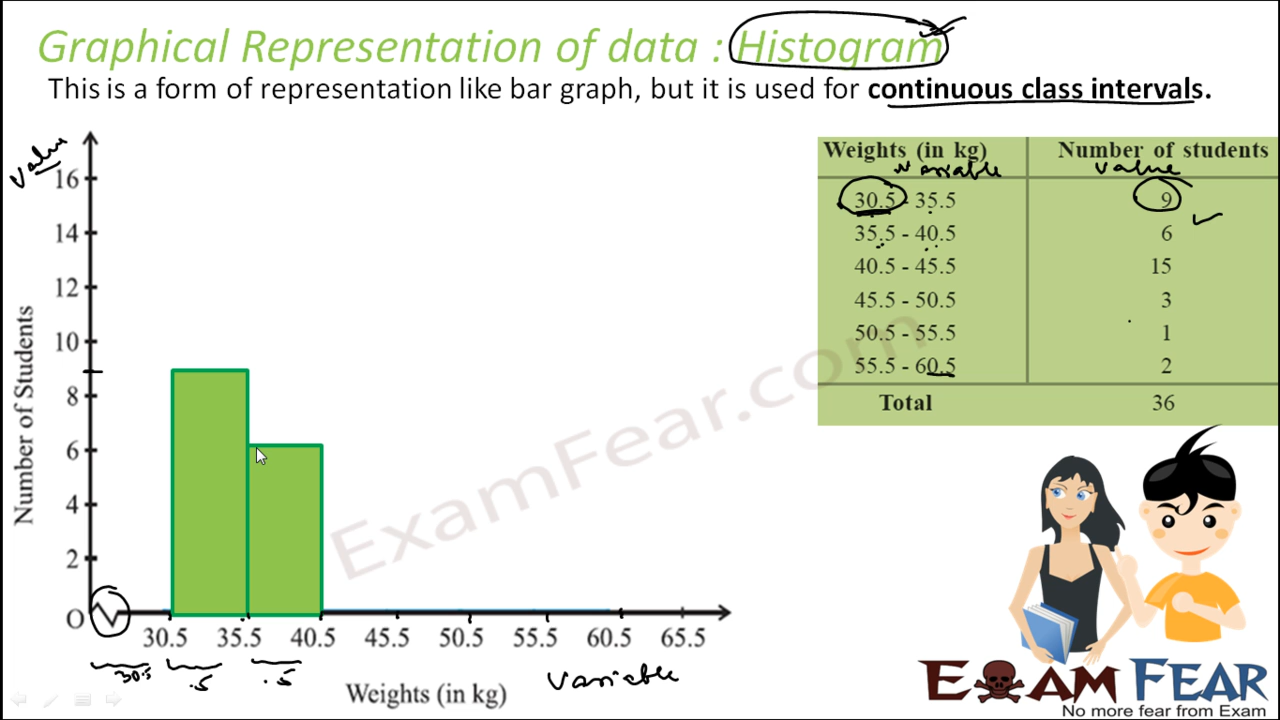 Graphical Representation of data : Histogram
This is a form of representation like bar graph, but it is used for continuous class intervals.
Value
Number of Students
16
14
12
10
8
6
4
2
O
30.5 35.5 40.5 45.5 50.5 55.5 60.5 65.5
30.5 .5 .5
Weights (in kg)
Variable
Weights (in kg) Number of students
Variable Value
30.5 - 35.5 9
35.5 - 40.5 6
40.5 - 45.5 15
45.5 - 50.5 3
50.5 - 55.5 1
55.5 - 60.5 2
Total 36
ExamFear.com
EXAM FEAR
No more fear from Exam